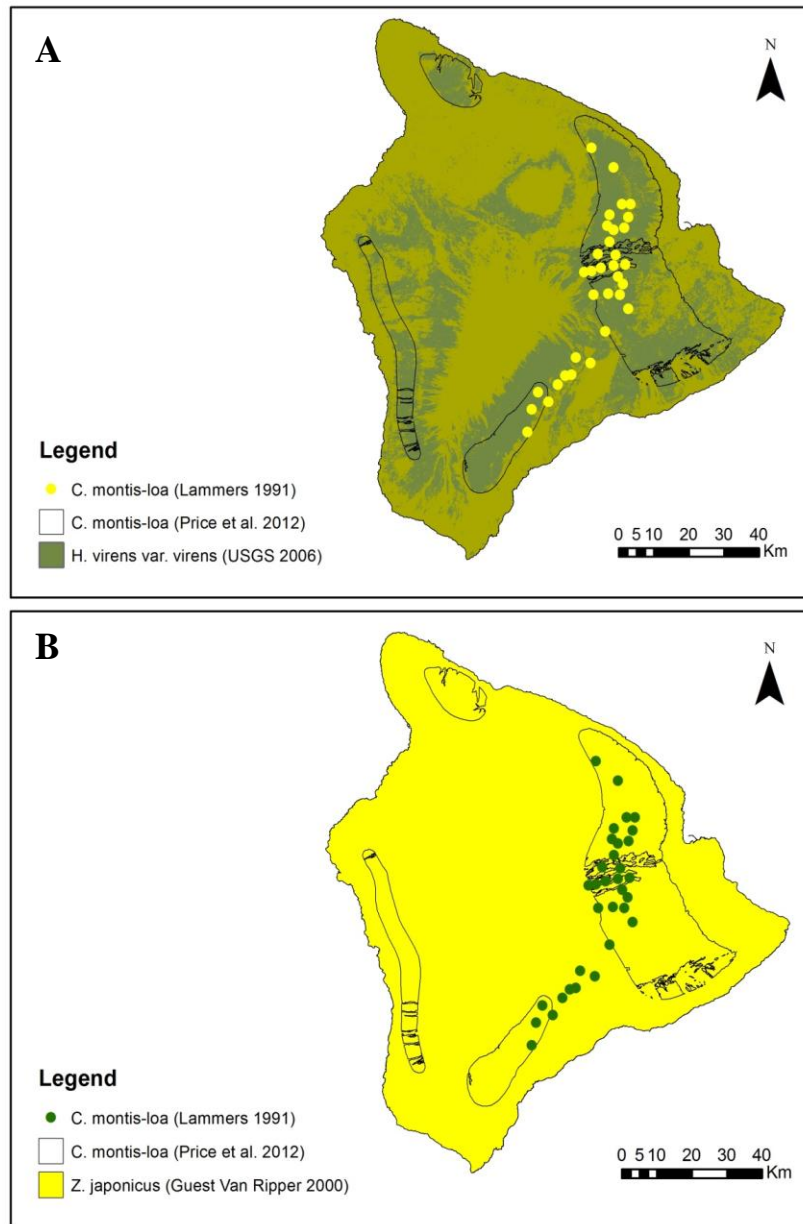 A
N
Legend
C. montis-loa (Lammers 1991)
C. montis-loa (Price et al. 2012)
H. virens var. virens (USGS 2006)
0 5 10 20 30 40
Km
B
N
Legend
C. montis-loa (Lammers 1991)
C. montis-loa (Price et al. 2012)
Z. japonicus (Guest Van Ripper 2000)
0 5 10 20 30 40
Km